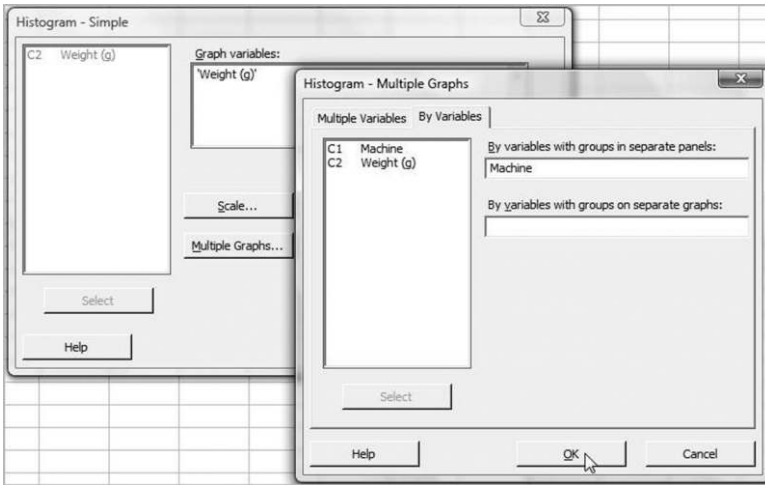 Histogram - Simple
C2 Weight (g)
Graph variables:
'Weight (g)'
Scale...
Multiple Graphs...
Select
Help
Histogram - Multiple Graphs
Multiple Variables
By Variables
C1 Machine
C2 Weight (g)
By variables with groups in separate panels:
Machine
By variables with groups on separate graphs:
Select
Help
OK
Cancel